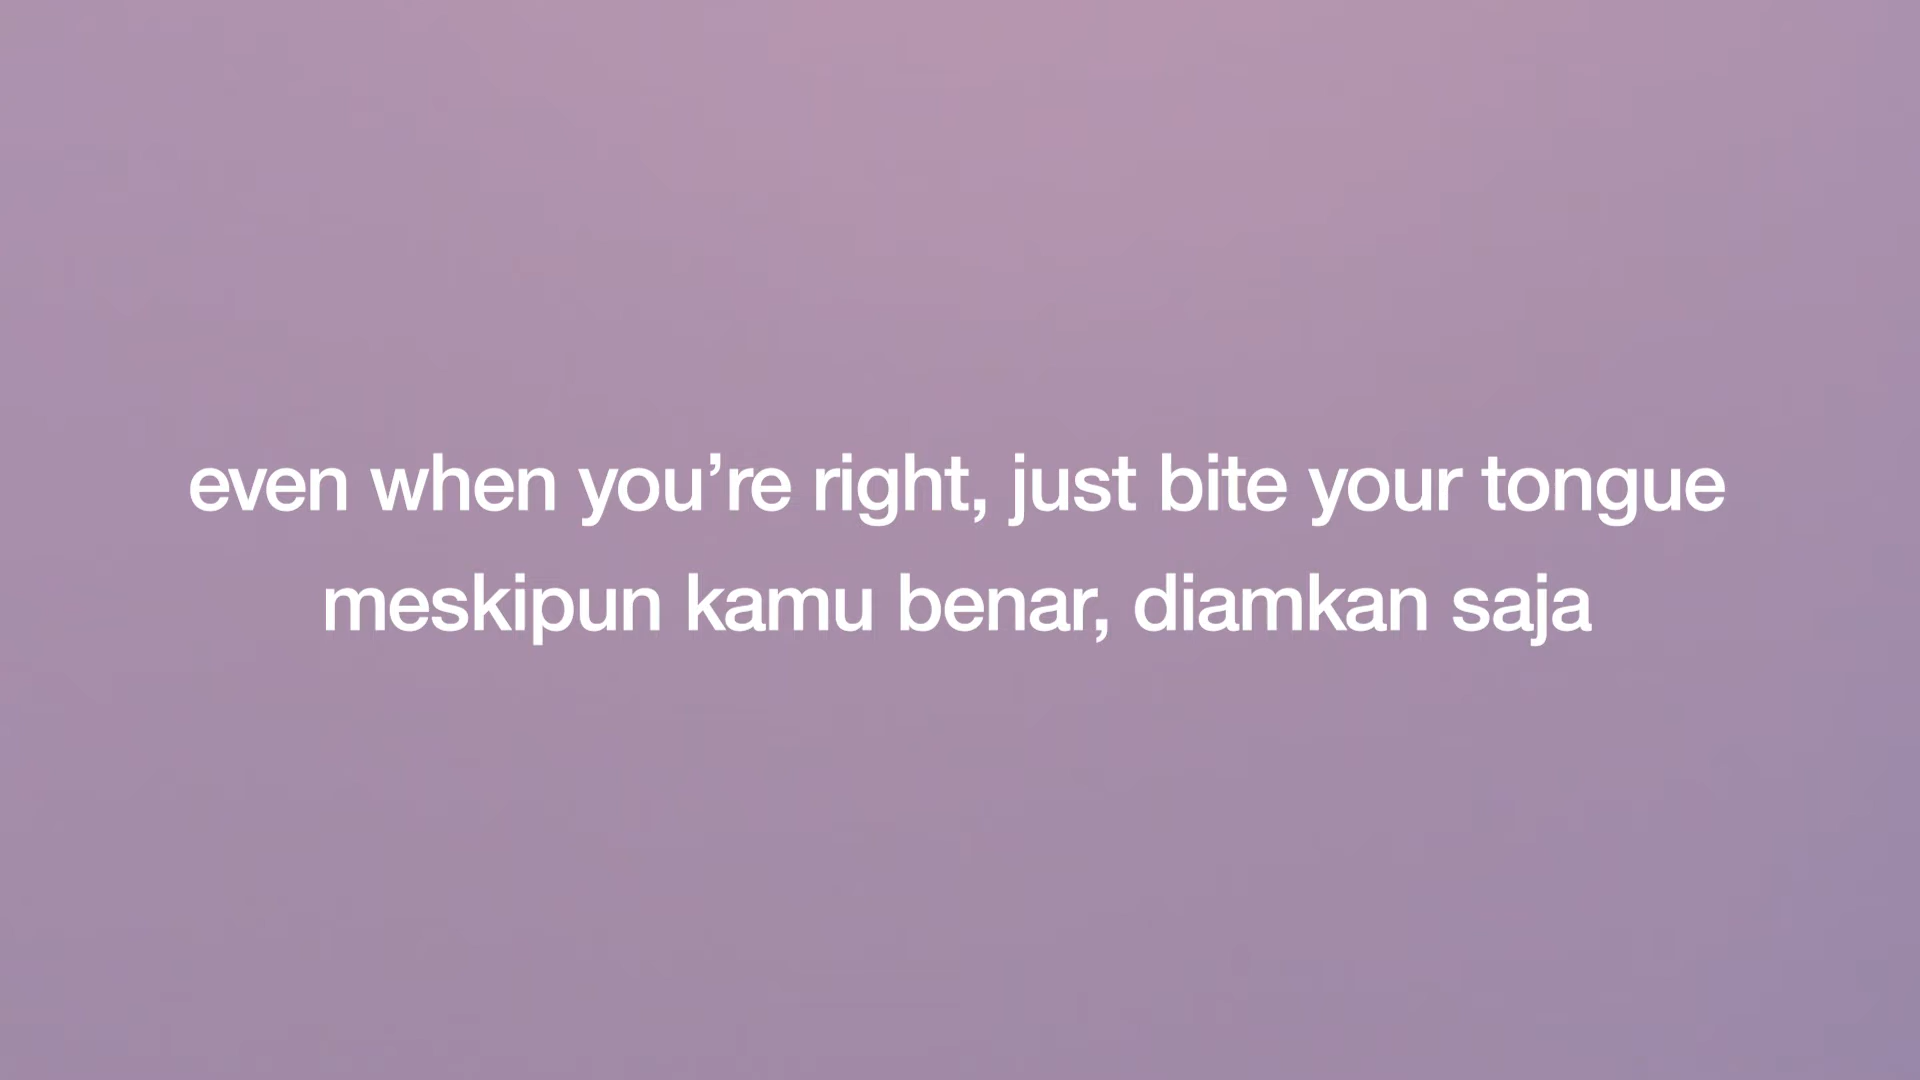 even when you’re right, just bite your tongue
meskipun kamu benar, diamkan saja